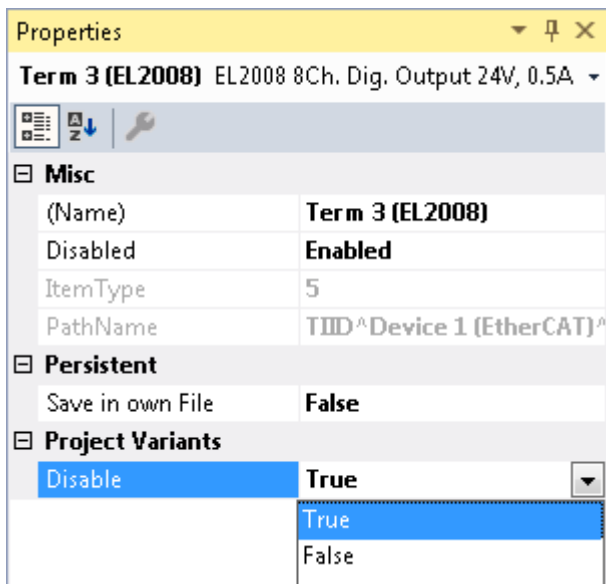 Properties
Term 3 (EL2008) EL2008 8Ch. Dig. Output 24V, 0.5A
Misc
(Name) Term 3 (EL2008)
Disabled Enabled
ItemType 5
PathName TIID^Device 1 (EtherCAT)^
Persistent
Save in own File False
Project Variants
Disable True
True
False